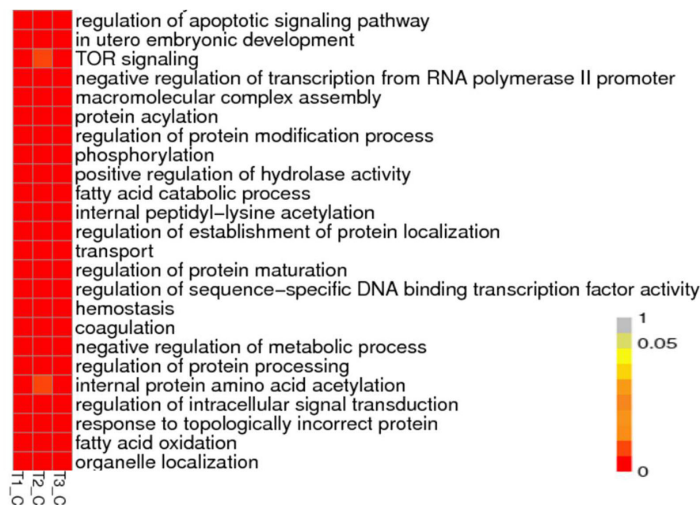 regulation of apoptotic signaling pathway
in utero embryonic development
TOR signaling
negative regulation of transcription from RNA polymerase II promoter
macromolecular complex assembly
protein acylation
regulation of protein modification process
phosphorylation
positive regulation of hydrolase activity
fatty acid catabolic process
internal peptidyl−lysine acetylation
regulation of establishment of protein localization
transport
regulation of protein maturation
regulation of sequence−specific DNA binding transcription factor activity
hemostasis
coagulation
negative regulation of metabolic process
regulation of protein processing
internal protein amino acid acetylation
regulation of intracellular signal transduction
response to topologically incorrect protein
fatty acid oxidation
organelle localization
1
0.05
0
T1_C
T2_C
T3_C